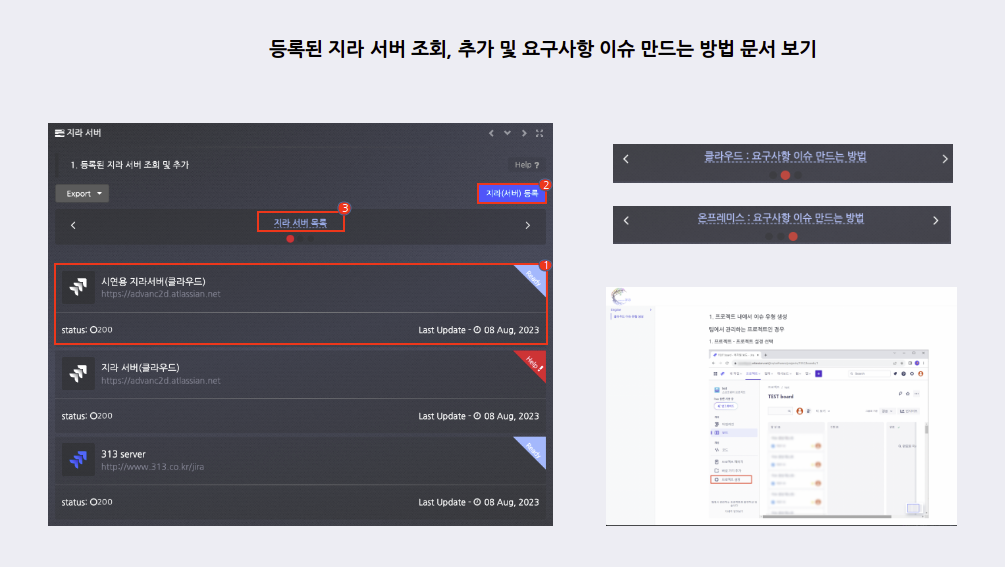 등록된 지라 서버 조회, 추가 및 요구사항 이슈 만드는 방법 문서 보기
지라 서버
1. 등록된 지라 서버 조회 및 추가
Help ?
Export
지라(서버) 등록
2
3
지라 서버 목록
1
시연용 지라서버(클라우드)
https://advanc2d.atlassian.net
Ready
status: 200
Last Update - 08 Aug, 2023
지라 서버(클라우드)
https://advanc2d.atlassian.net
Help !
status: 200
Last Update - 08 Aug, 2023
313 server
http://www.313.co.kr/jira
Ready
status: 200
Last Update - 08 Aug, 2023
클라우드 : 요구사항 이슈 만드는 방법
온프레미스 : 요구사항 이슈 만드는 방법
1. 프로젝트 내에서 이슈 유형 생성
팀에서 관리하는 프로젝트인 경우
1. 프로젝트 - 프로젝트 설정 선택
Search
TEST board
프로젝트 설정